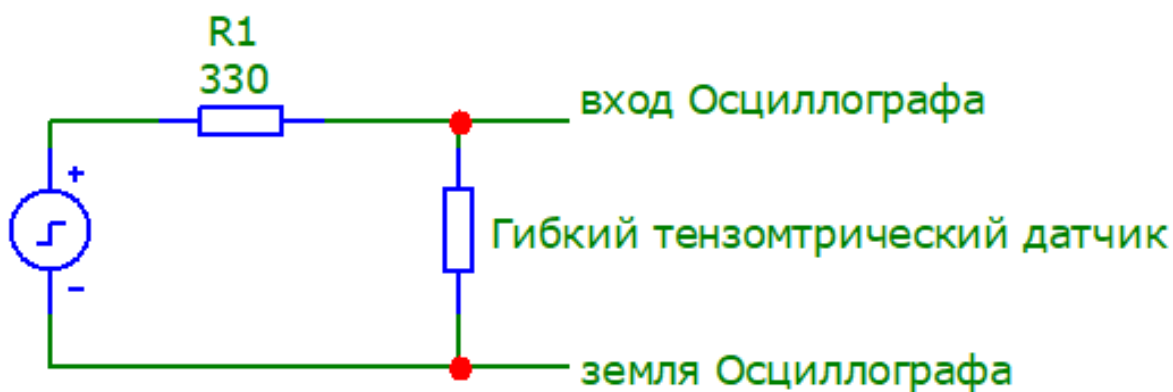 R1
330
вход Осциллографа
+
Гибкий тензомтрический датчик
-
земля Осциллографа